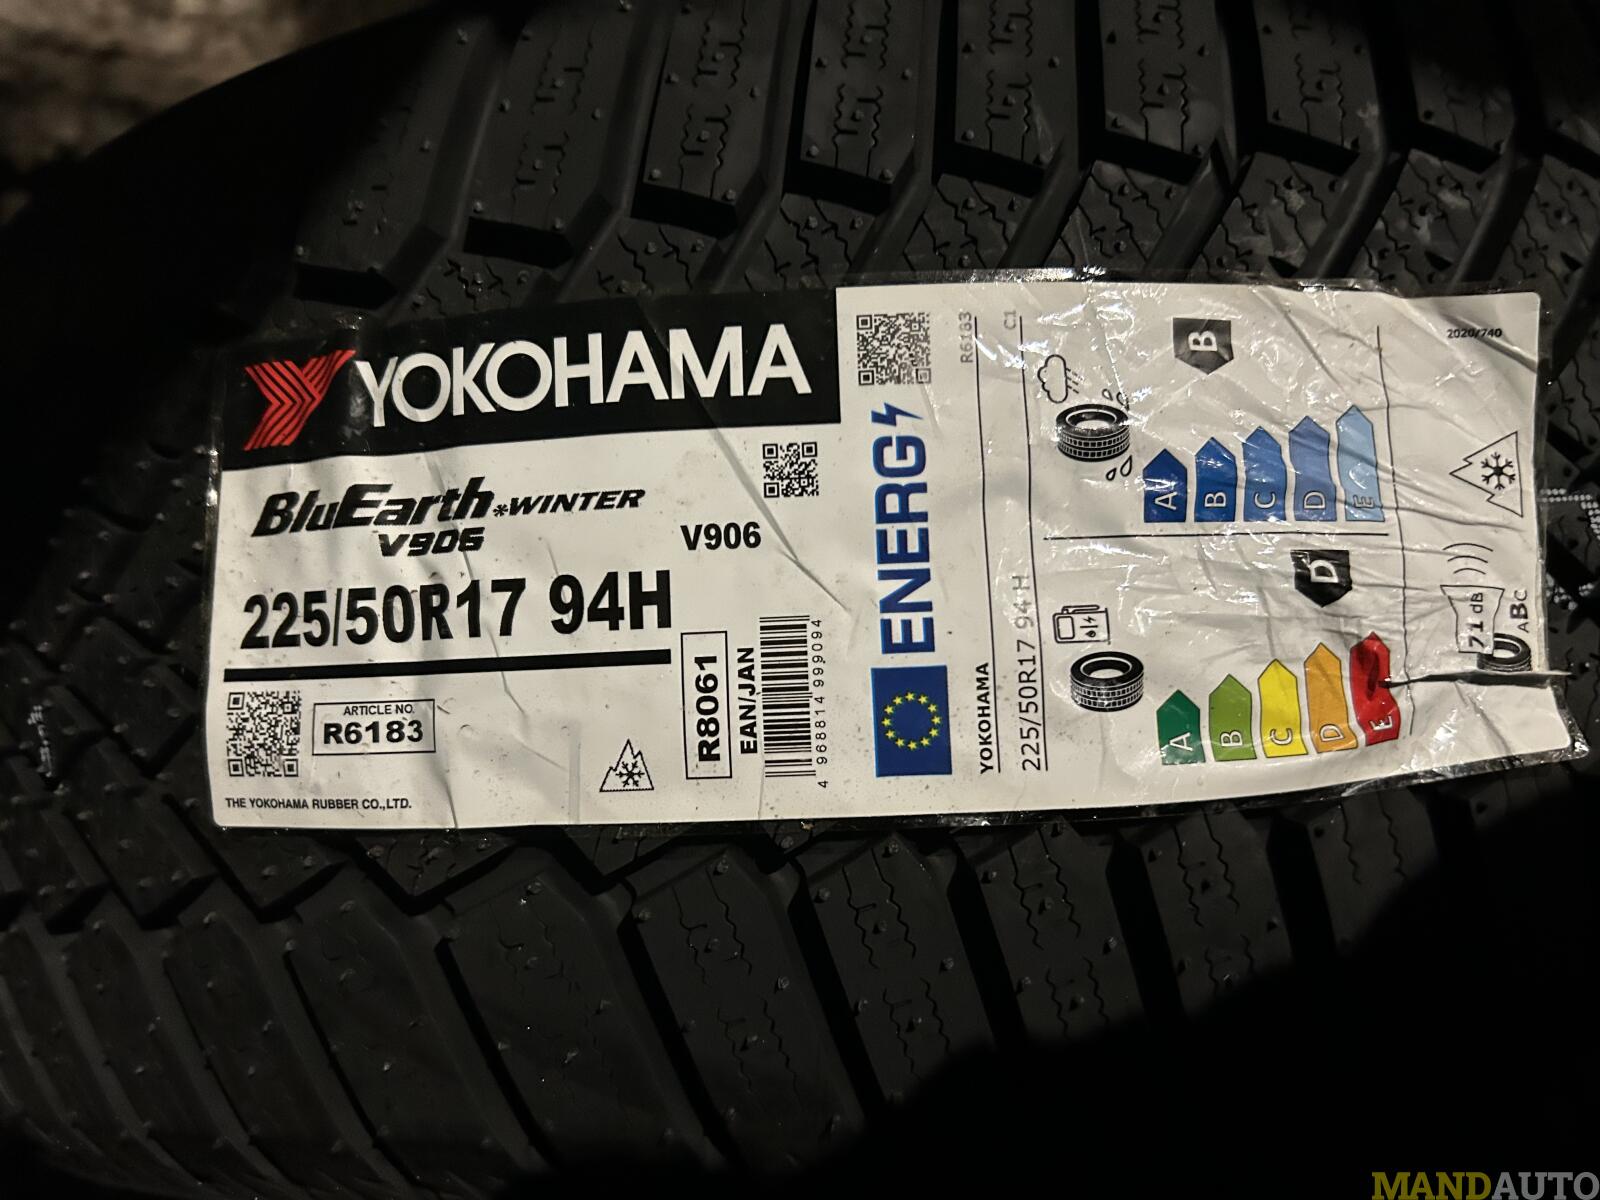 YOKOHAMA
BluEarth*WINTER
V906
V906
225/50R17 94H
ARTICLE NO.
R6183
THE YOKOHAMA RUBBER CO.,LTD.
R8061
EAN/JAN
4 968814 999094
ENERG
YOKOHAMA
R6183
225/50R17 94 H
C1
B
A
B
C
D
E
D
A
B
C
D
E
2020/740
71 dB
ABC
MANDAUTO